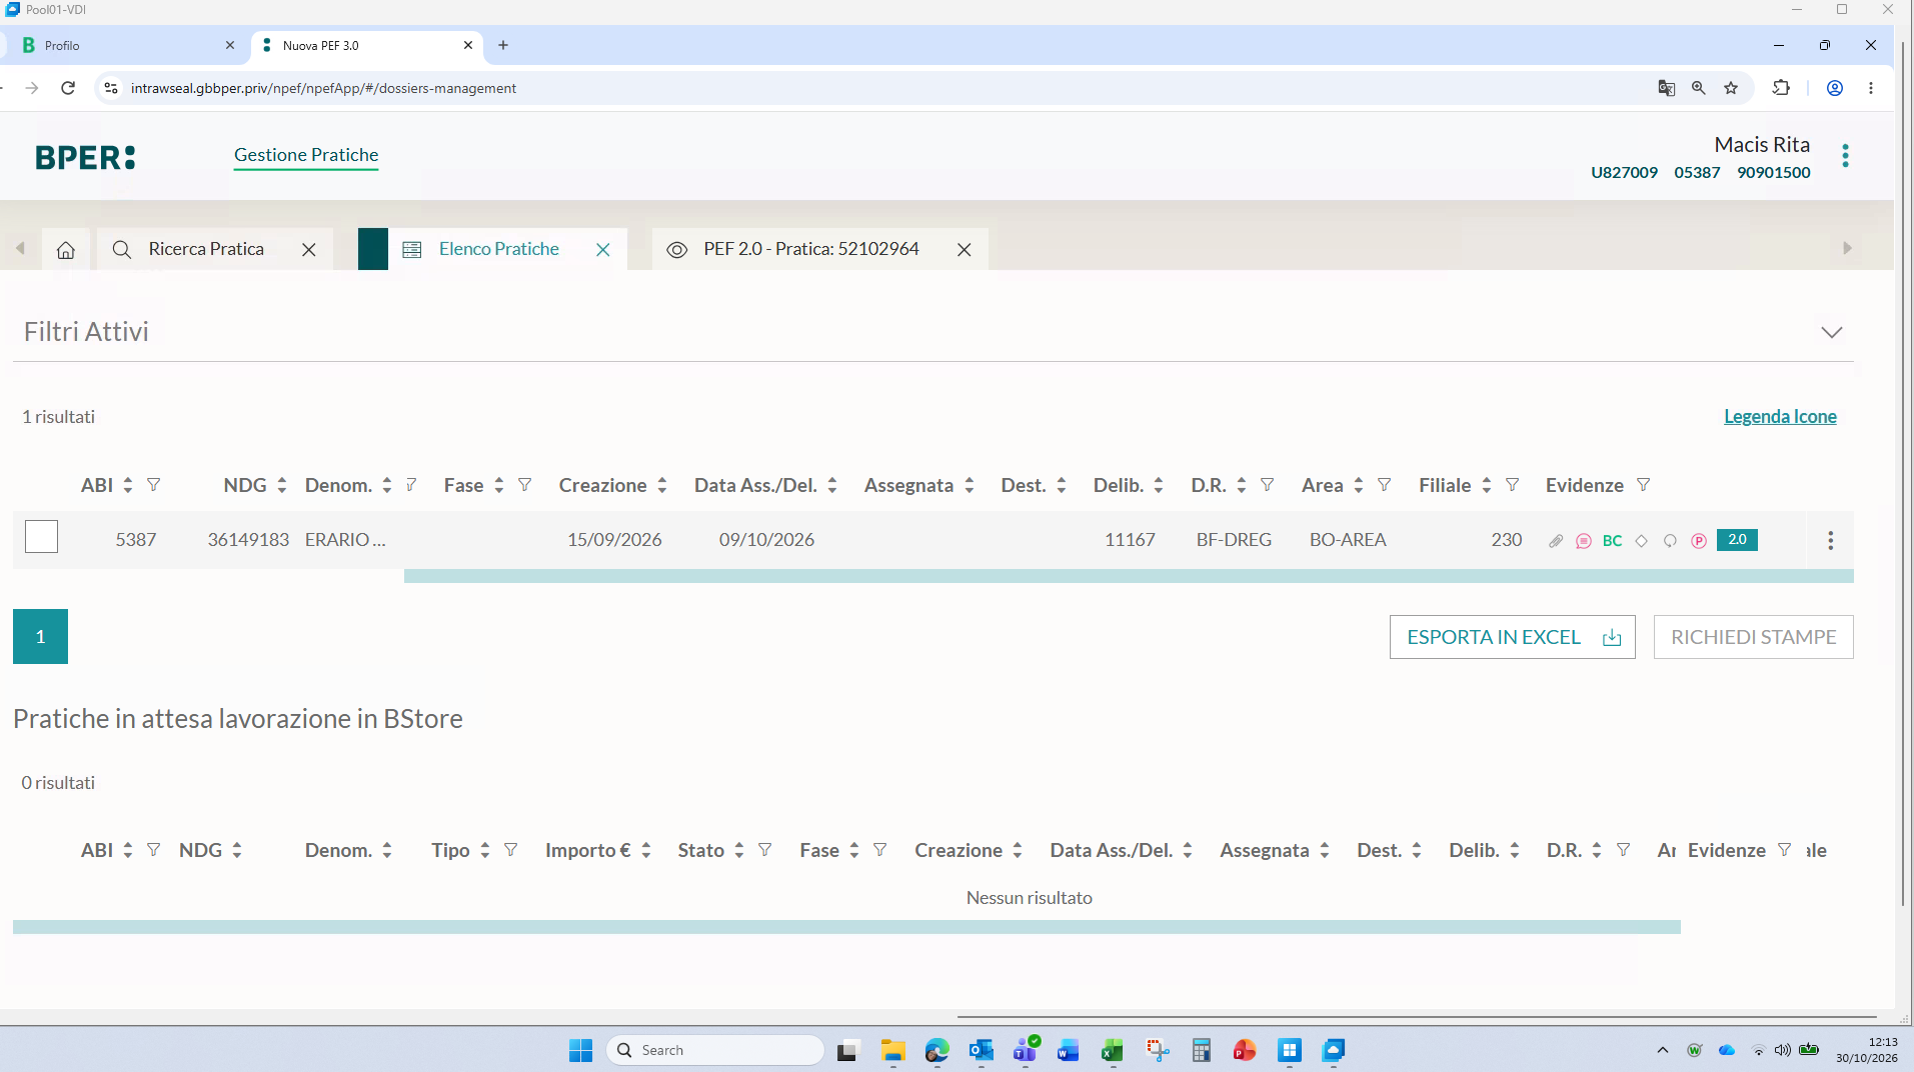 Pool01-VDI
Profilo
Nuova PEF 3.0
intrawseal.gbbper.priv/npef/npefApp/#/dossiers-management
BPER:
Gestione Pratiche
Macis Rita
U827009 05387 90901500
Ricerca Pratica
Elenco Pratiche
PEF 2.0 - Pratica: 52102964
Filtri Attivi
1 risultati
Legenda Icone
ABI NDG Denom. Fase Creazione Data Ass./Del. Assegnata Dest. Delib. D.R. Area Filiale Evidenze
5387 36149183 ERARIO ... 15/09/2026 09/10/2026 11167 BF-DREG BO-AREA 230 BC P 2.0
1
ESPORTA IN EXCEL
RICHIEDI STAMPE
Pratiche in attesa lavorazione in BStore
0 risultati
ABI NDG Denom. Tipo Importo € Stato Fase Creazione Data Ass./Del. Assegnata Dest. Delib. D.R. Ar Evidenze ale
Nessun risultato
Search
12:13
30/10/2026